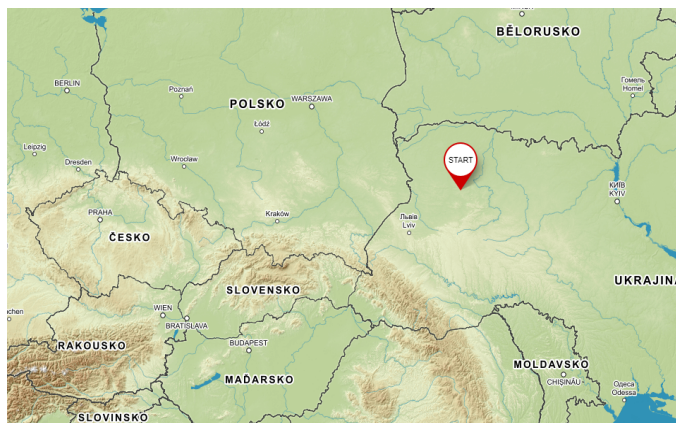 BĚLORUSKO
BERLIN
Гомель
Homel
Poznań
POLSKO
WARSZAWA
Łódź
Leipzig
Dresden
Wrocław
START
КИЇВ
KYIV
PRAHA
Kraków
Львів
Lviv
ČESKO
UKRAJINA
SLOVENSKO
WIEN
BRATISLAVA
RAKOUSKO
BUDAPEST
MOLDAVSKO
CHIȘINĂU
MAĎARSKO
Одеса
Odessa
SLOVINSKO